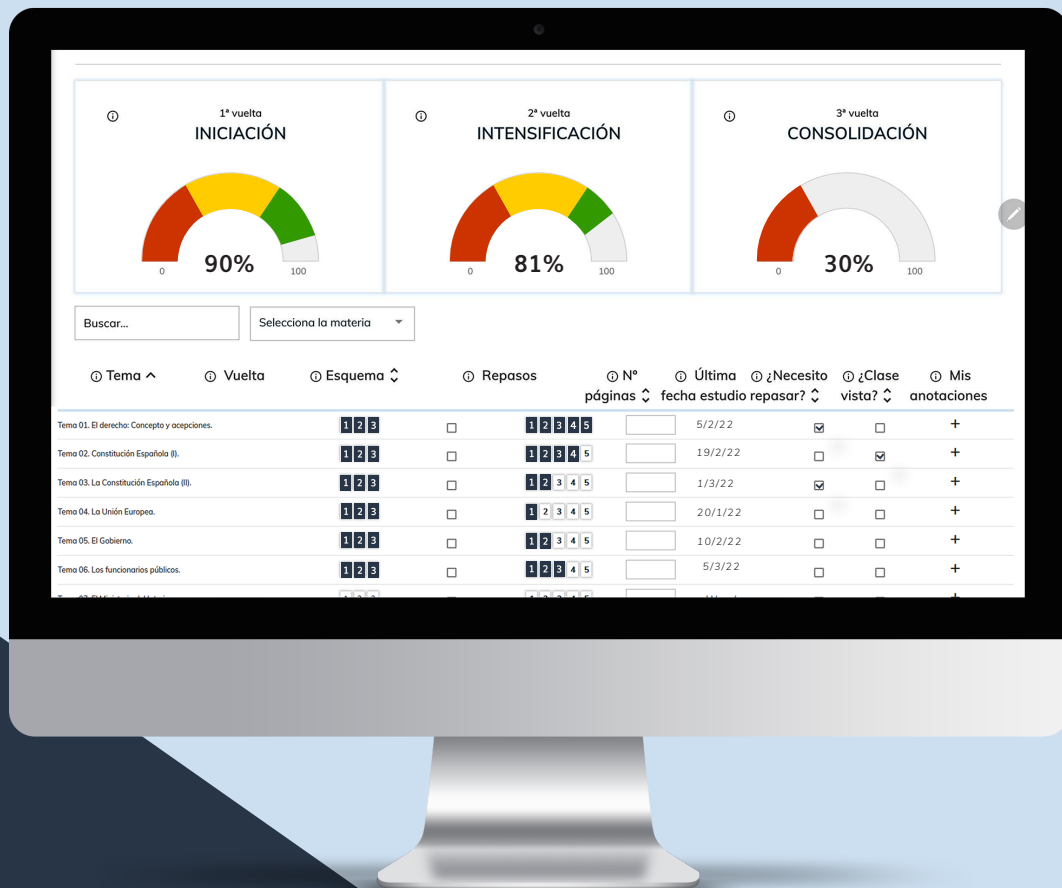 1ª vuelta
INICIACIÓN
90%
0
100
2ª vuelta
INTENSIFICACIÓN
81%
0
100
3ª vuelta
CONSOLIDACIÓN
30%
0
100
Buscar...
Selecciona la materia
Tema Vuelta Esquema Repasos Nº páginas Última fecha estudio ¿Necesito repasar? ¿Clase vista? Mis anotaciones
Tema 01. El derecho: Concepto y acepciones. 1 2 3 1 2 3 4 5 5/2/22 +
Tema 02. Constitución Española (I). 1 2 3 1 2 3 4 5 19/2/22 +
Tema 03. La Constitución Española (II). 1 2 3 1 2 3 4 5 1/3/22 +
Tema 04. La Unión Europea. 1 2 3 1 2 3 4 5 20/1/22 +
Tema 05. El Gobierno. 1 2 3 1 2 3 4 5 10/2/22 +
Tema 06. Los funcionarios públicos. 1 2 3 1 2 3 4 5 5/3/22 +